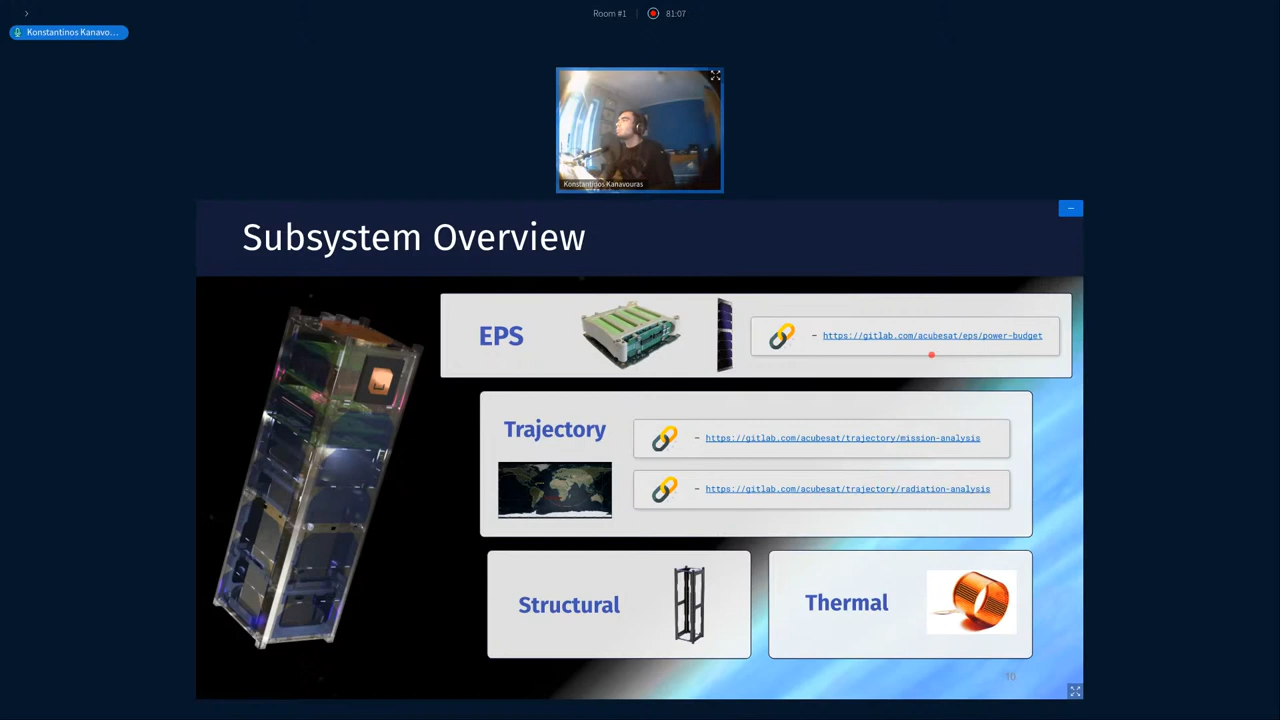 Room #1
81:07
Konstantinos Kanavo...
Konstantinos Kanavouras
Subsystem Overview
EPS
– https://gitlab.com/acubesat/eps/power-budget
Trajectory
– https://gitlab.com/acubesat/trajectory/mission-analysis
– https://gitlab.com/acubesat/trajectory/radiation-analysis
Structural
Thermal
10